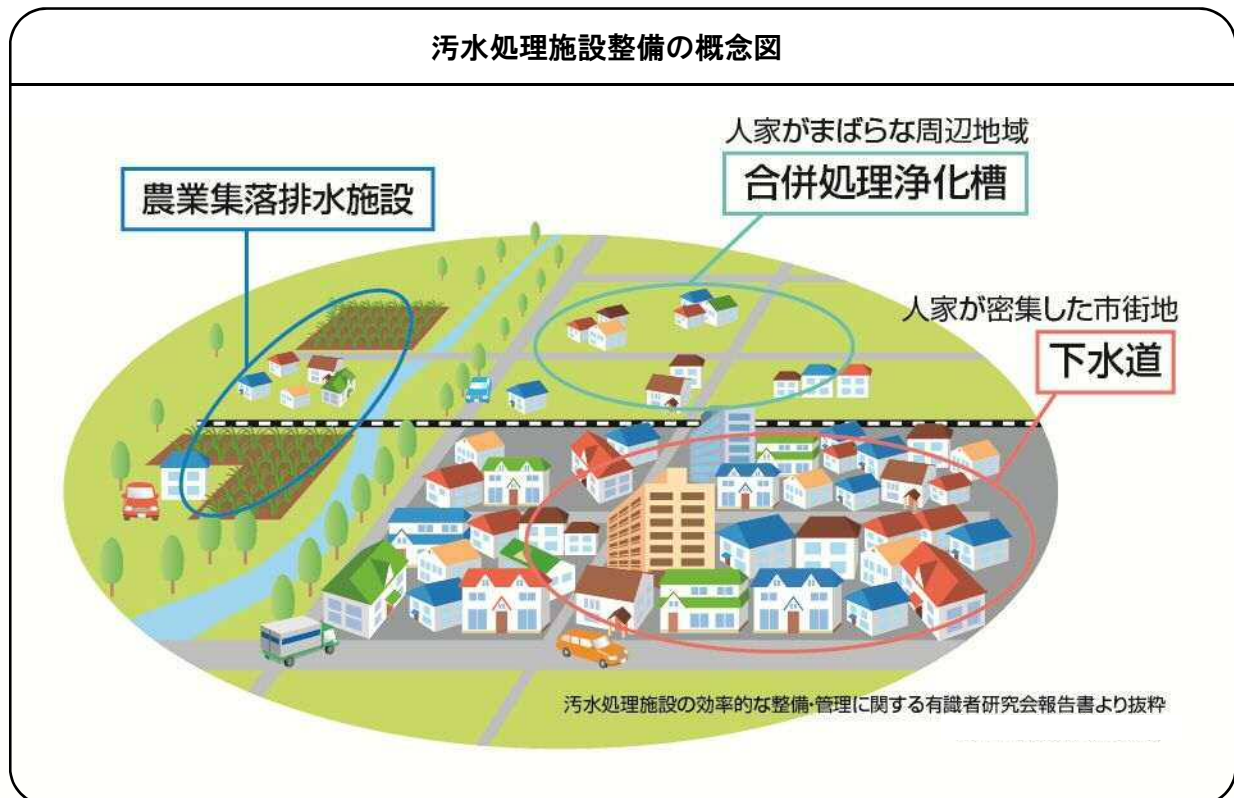 汚水処理施設整備の概念図
人家がまばらな周辺地域
合併処理浄化槽
農業集落排水施設
人家が密集した市街地
下水道
汚水処理施設の効率的な整備・管理に関する有識者研究会報告書より抜粋